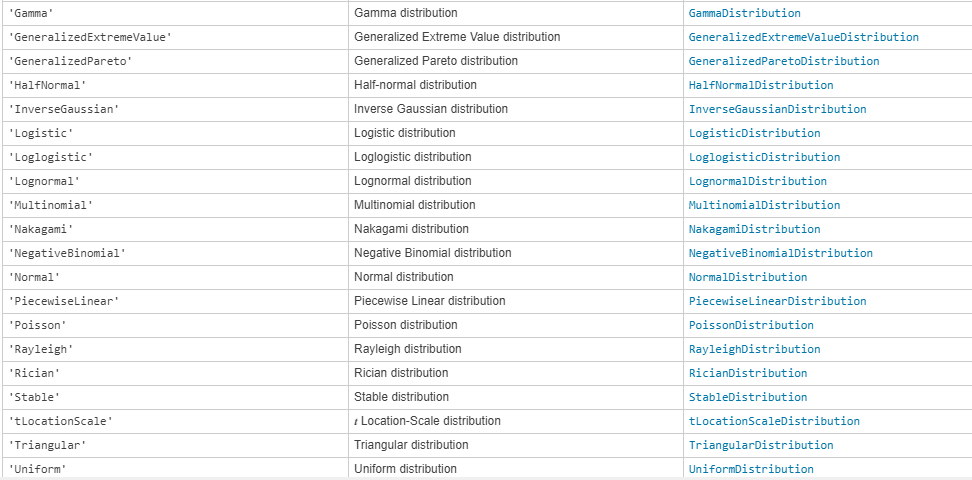 'Gamma' Gamma distribution GammaDistribution
'GeneralizedExtremeValue' Generalized Extreme Value distribution GeneralizedExtremeValueDistribution
'GeneralizedPareto' Generalized Pareto distribution GeneralizedParetoDistribution
'HalfNormal' Half-normal distribution HalfNormalDistribution
'InverseGaussian' Inverse Gaussian distribution InverseGaussianDistribution
'Logistic' Logistic distribution LogisticDistribution
'Loglogistic' Loglogistic distribution LoglogisticDistribution
'Lognormal' Lognormal distribution LognormalDistribution
'Multinomial' Multinomial distribution MultinomialDistribution
'Nakagami' Nakagami distribution NakagamiDistribution
'NegativeBinomial' Negative Binomial distribution NegativeBinomialDistribution
'Normal' Normal distribution NormalDistribution
'PiecewiseLinear' Piecewise Linear distribution PiecewiseLinearDistribution
'Poisson' Poisson distribution PoissonDistribution
'Rayleigh' Rayleigh distribution RayleighDistribution
'Rician' Rician distribution RicianDistribution
'Stable' Stable distribution StableDistribution
'tLocationScale' t Location-Scale distribution tLocationScaleDistribution
'Triangular' Triangular distribution TriangularDistribution
'Uniform' Uniform distribution UniformDistribution